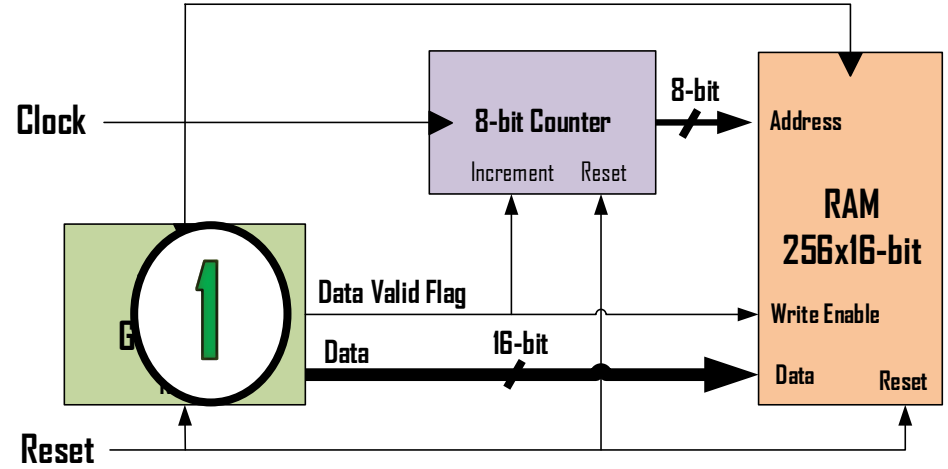 8-bit
Clock
8-bit Counter
Address
Increment Reset
RAM
256x16-bit
1
Data Valid Flag
Write Enable
16-bit
Data
Data
Reset
Reset